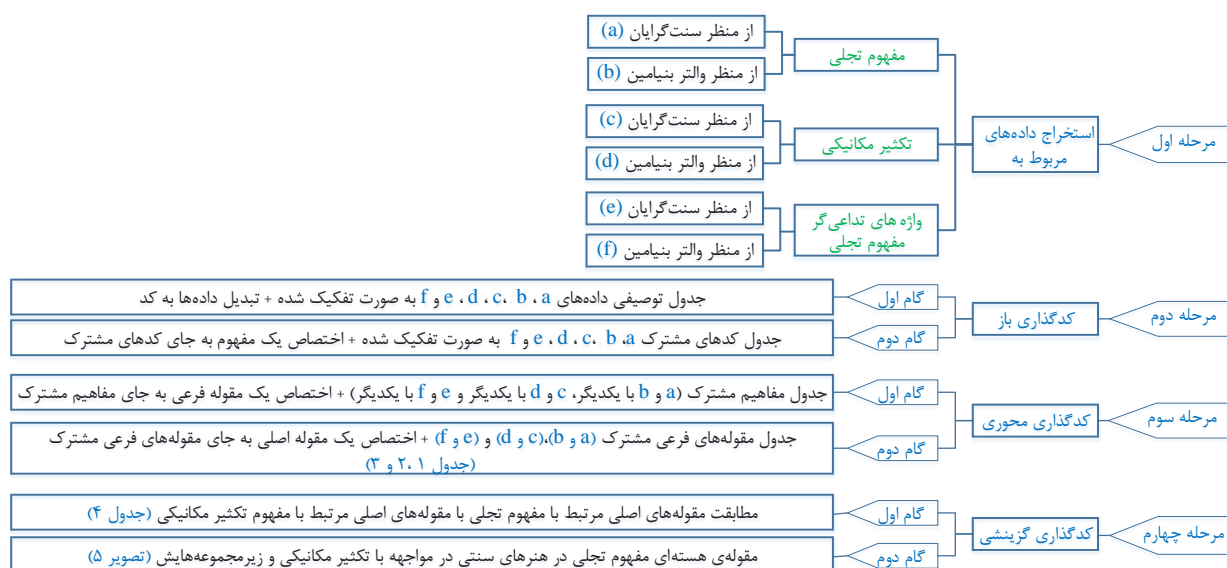 مرحله اول
استخراج داده‌های
مربوط به
مفهوم تجلی
از منظر سنت‌گرایان (a)
از منظر والتر بنیامین (b)
تکثیر مکانیکی
از منظر سنت‌گرایان (c)
از منظر والتر بنیامین (d)
واژه های تداعی‌گر
مفهوم تجلی
از منظر سنت‌گرایان (e)
از منظر والتر بنیامین (f)
مرحله دوم
کدگذاری باز
گام اول
جدول توصیفی داده‌های e ، d ، c، b ، a و f به صورت تفکیک شده + تبدیل داده‌ها به کد
گام دوم
جدول کدهای مشترک e ، d ، c، b ،a و f به صورت تفکیک شده + اختصاص یک مفهوم به جای کدهای مشترک
مرحله سوم
کدگذاری محوری
گام اول
جدول مفاهیم مشترک (a و b با یکدیگر، c و d با یکدیگر و e و f با یکدیگر) + اختصاص یک مقوله فرعی به جای مفاهیم مشترک
گام دوم
جدول مقوله‌های فرعی مشترک (a و b)،(c و d) و (e و f) + اختصاص یک مقوله اصلی به جای مقوله‌های فرعی مشترک
(جدول ۱ ،۲ و ۳)
مرحله چهارم
کدگذاری گزینشی
گام اول
مطابقت مقوله‌های اصلی مرتبط با مفهوم تجلی با مقوله‌های اصلی مرتبط با مفهوم تکثیر مکانیکی (جدول ۴)
گام دوم
مقوله‌ی هسته‌ای مفهوم تجلی در هنرهای سنتی در مواجهه با تکثیر مکانیکی و زیرمجموعه‌هایش (تصویر ۵)